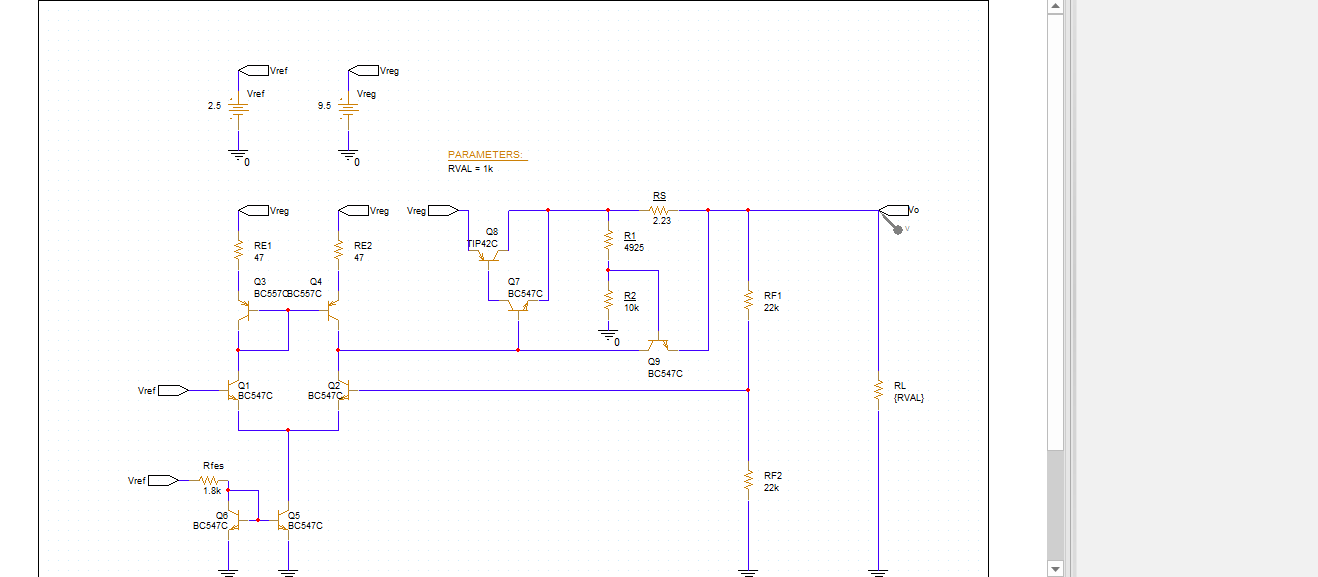 Vref
Vreg
Vref
Vreg
2.5
9.5
0
0
PARAMETERS:
RVAL = 1k
Vreg
Vreg
Vreg
RS
2.23
Vo
V
Q8
TIP42C
R1
4925
RE1
47
RE2
47
Q3
BC557C
Q4
BC557C
Q7
BC547C
R2
10k
RF1
22k
0
Q9
BC547C
Vref
Q1
BC547C
Q2
BC547C
RL
{RVAL}
Rfes
Vref
1.8k
RF2
22k
Q6
BC547C
Q5
BC547C